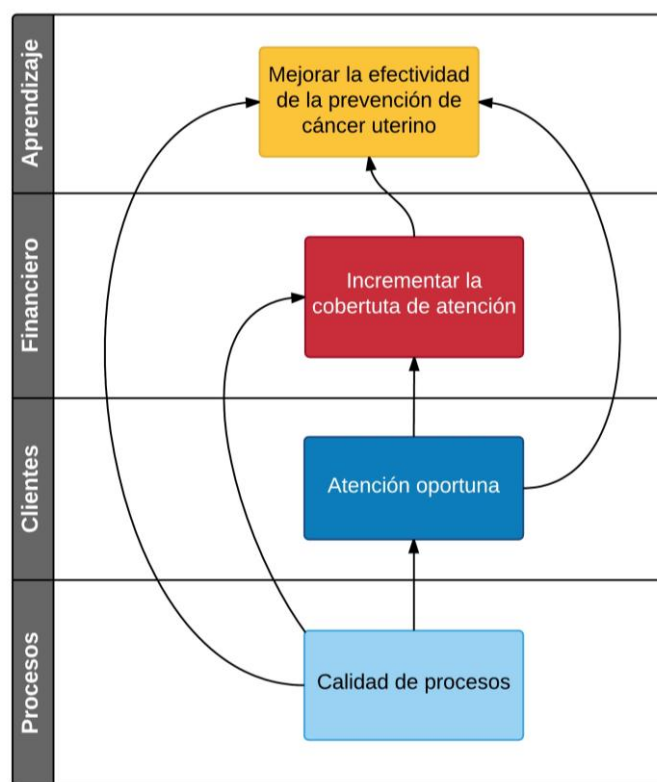 Aprendizaje
Mejorar la efectividad
de la prevención de
cáncer uterino
Financiero
Incrementar la
cobertuta de atención
Clientes
Atención oportuna
Procesos
Calidad de procesos